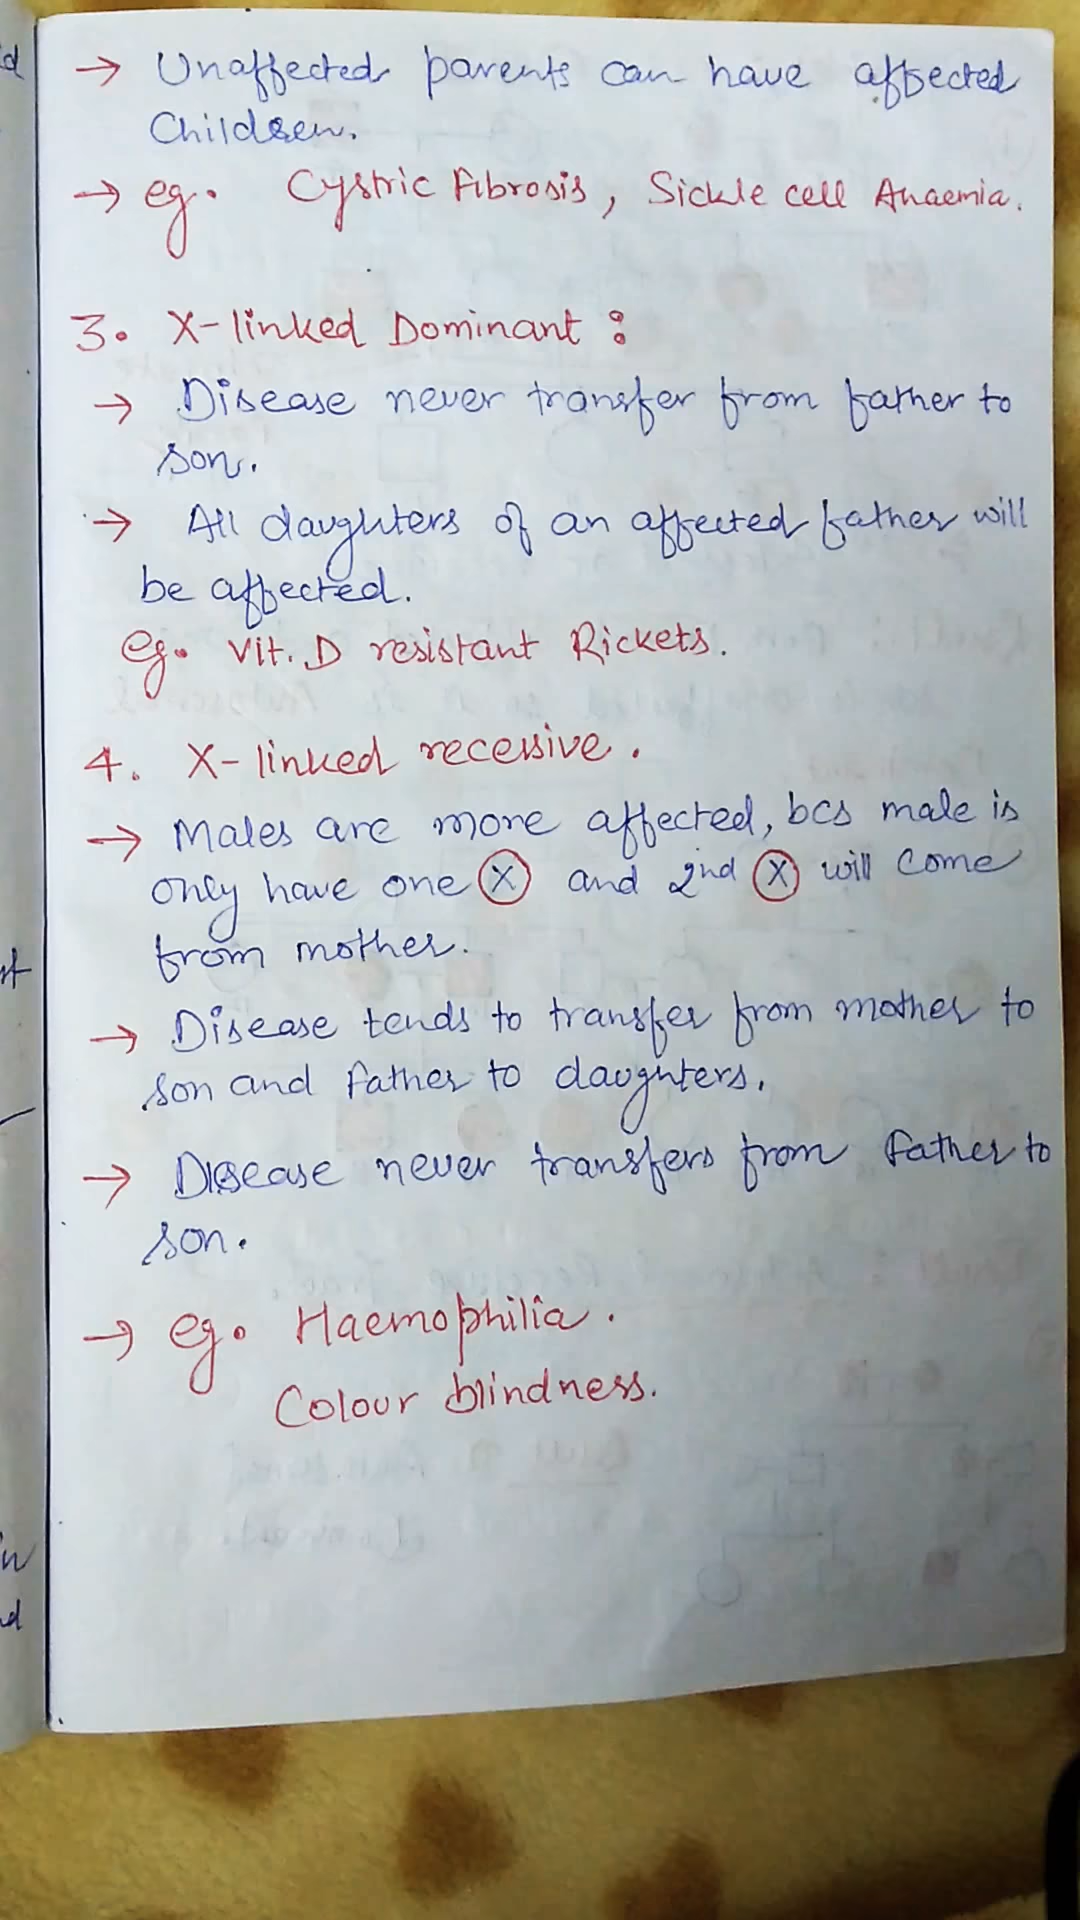 → Unaffected parents can have affected
Children.
→ eg. Cystric Fibrosis, Sickle cell Anaemia.
3. X-linked Dominant :
→ Disease never transfer from father to
son.
→ All daughters of an affected father will
be affected.
eg. Vit. D resistant Rickets.
4. X-linked recessive.
→ Males are more affected, bcs male is
only have one X and 2nd X will come
from mother.
→ Disease tends to transfer from mother to
son and Father to daughters.
→ Disease never transfers from Father to
son.
→ eg. Haemophilia.
Colour blindness.